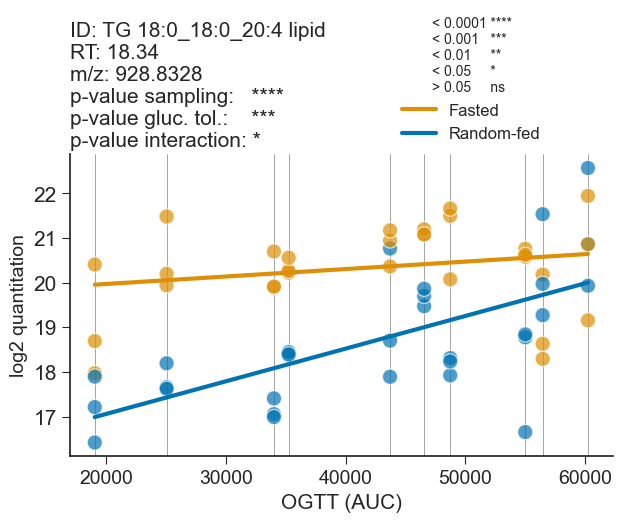 ID: TG 18:0_18:0_20:4 lipid
RT: 18.34
m/z: 928.8328
p-value sampling: ****
p-value gluc. tol.: ***
p-value interaction: *
< 0.0001 ****
< 0.001 ***
< 0.01 **
< 0.05 *
> 0.05 ns
Fasted
Random-fed
22
21
20
19
18
17
log2 quantitation
20000 30000 40000 50000 60000
OGTT (AUC)